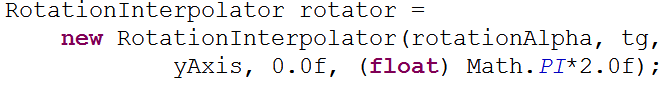 RotationInterpolator rotator =
new RotationInterpolator(rotationAlpha, tg,
yAxis, 0.0f, (float) Math.PI*2.0f);